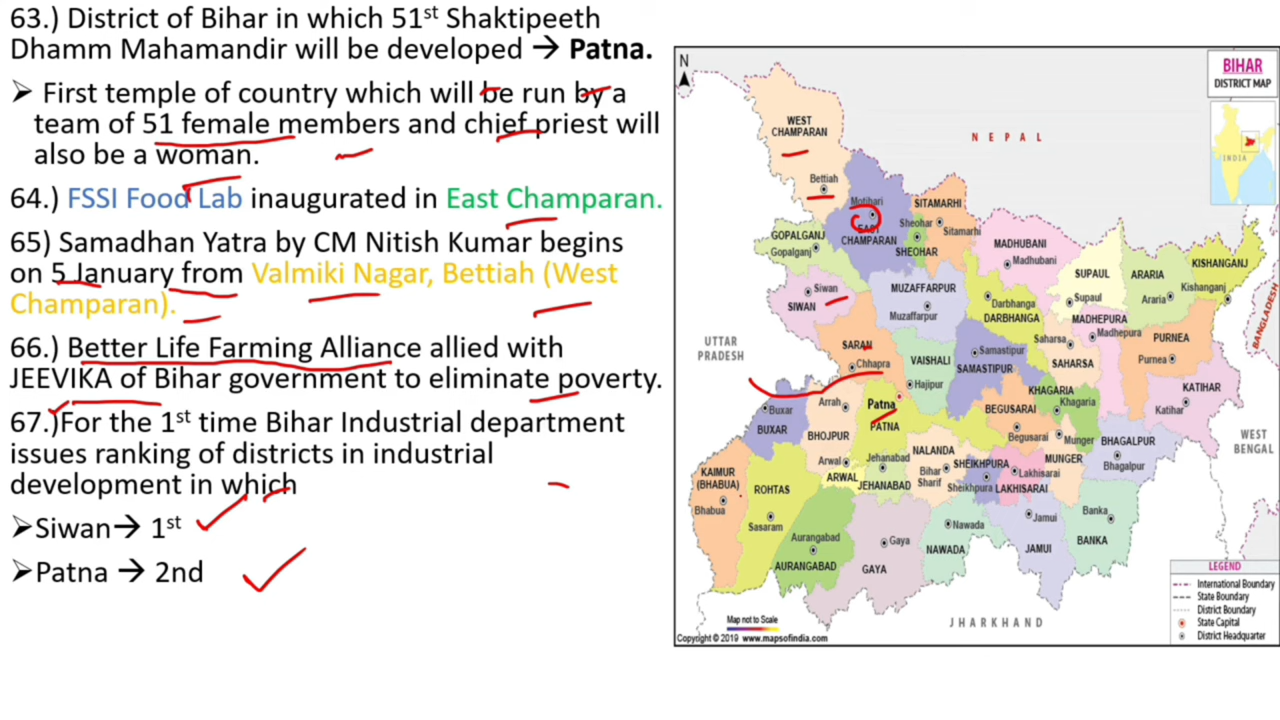 63.) District of Bihar in which 51st Shaktipeeth
Dhamm Mahamandir will be developed → Patna.
➢ First temple of country which will be run by a
team of 51 female members and chief priest will
also be a woman.
64.) FSSI Food Lab inaugurated in East Champaran.
65) Samadhan Yatra by CM Nitish Kumar begins
on 5 January from Valmiki Nagar, Bettiah (West
Champaran).
66.) Better Life Farming Alliance allied with
JEEVIKA of Bihar government to eliminate poverty.
67.)For the 1st time Bihar Industrial department
issues ranking of districts in industrial
development in which
➢Siwan→ 1st
➢Patna → 2nd
N
BIHAR
DISTRICT MAP
INDIA
NEPAL
WEST
CHAMPARAN
Bettiah
Motihari
EAST
CHAMPARAN
SITAMARHI
Sheohar
Sitamarhi
SHEOHAR
GOPALGANJ
Gopalganj
MADHUBANI
Madhubani
SUPAUL
Supaul
ARARIA
Araria
KISHANGANJ
Kishanganj
Siwan
SIWAN
MUZAFFARPUR
Muzaffarpur
Darbhanga
DARBHANGA
MADHEPURA
Madhepura
BANGLADESH
UTTAR
PRADESH
SARAN
Chhapra
VAISHALI
Hajipur
Samastipur
SAMASTIPUR
Saharsa
SAHARSA
PURNEA
Purnea
KATIHAR
Katihar
Buxar
BUXAR
Arrah
BHOJPUR
Patna
PATNA
BEGUSARAI
Begusarai
KHAGARIA
Khagaria
Munger
MUNGER
BHAGALPUR
Bhagalpur
WEST
BENGAL
KAIMUR
(BHABUA)
Bhabua
ROHTAS
Sasaram
Arwal
ARWAL
Jehanabad
JEHANABAD
NALANDA
Bihar
Sharif
SHEIKHPURA
Sheikhpura
Lakhisarai
LAKHISARAI
Aurangabad
AURANGABAD
Gaya
GAYA
Nawada
NAWADA
Jamui
JAMUI
Banka
BANKA
JHARKHAND
LEGEND
International Boundary
State Boundary
District Boundary
State Capital
District Headquarter
Map not to Scale
Copyright © 2019 www.mapsofindia.com